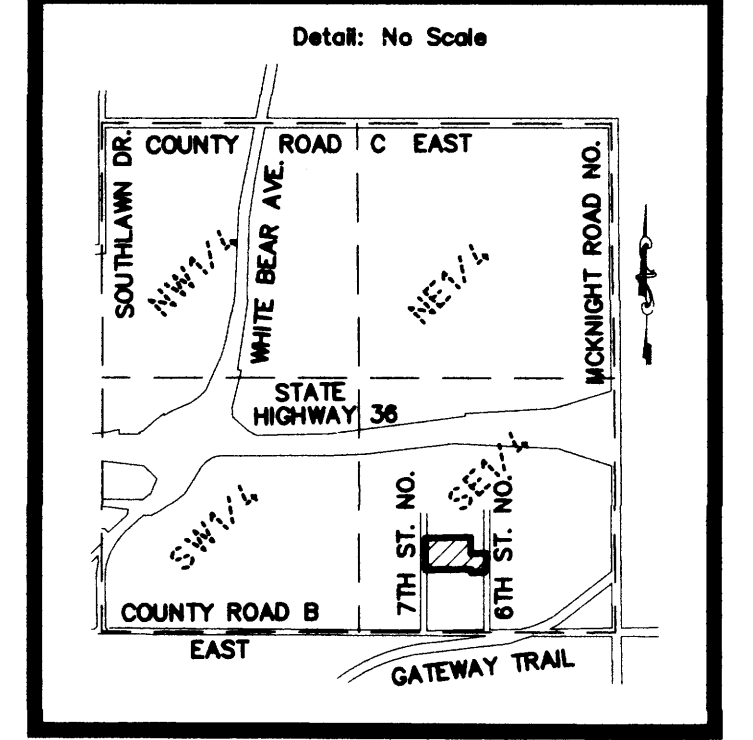 Detail: No Scale
COUNTY ROAD C EAST
SOUTHLAWN DR.
WHITE BEAR AVE.
MCKNIGHT ROAD NO.
NW1/4
NE1/4
STATE
HIGHWAY 36
SW1/4
SE1/4
7TH ST. NO.
6TH ST. NO.
COUNTY ROAD B
EAST
GATEWAY TRAIL